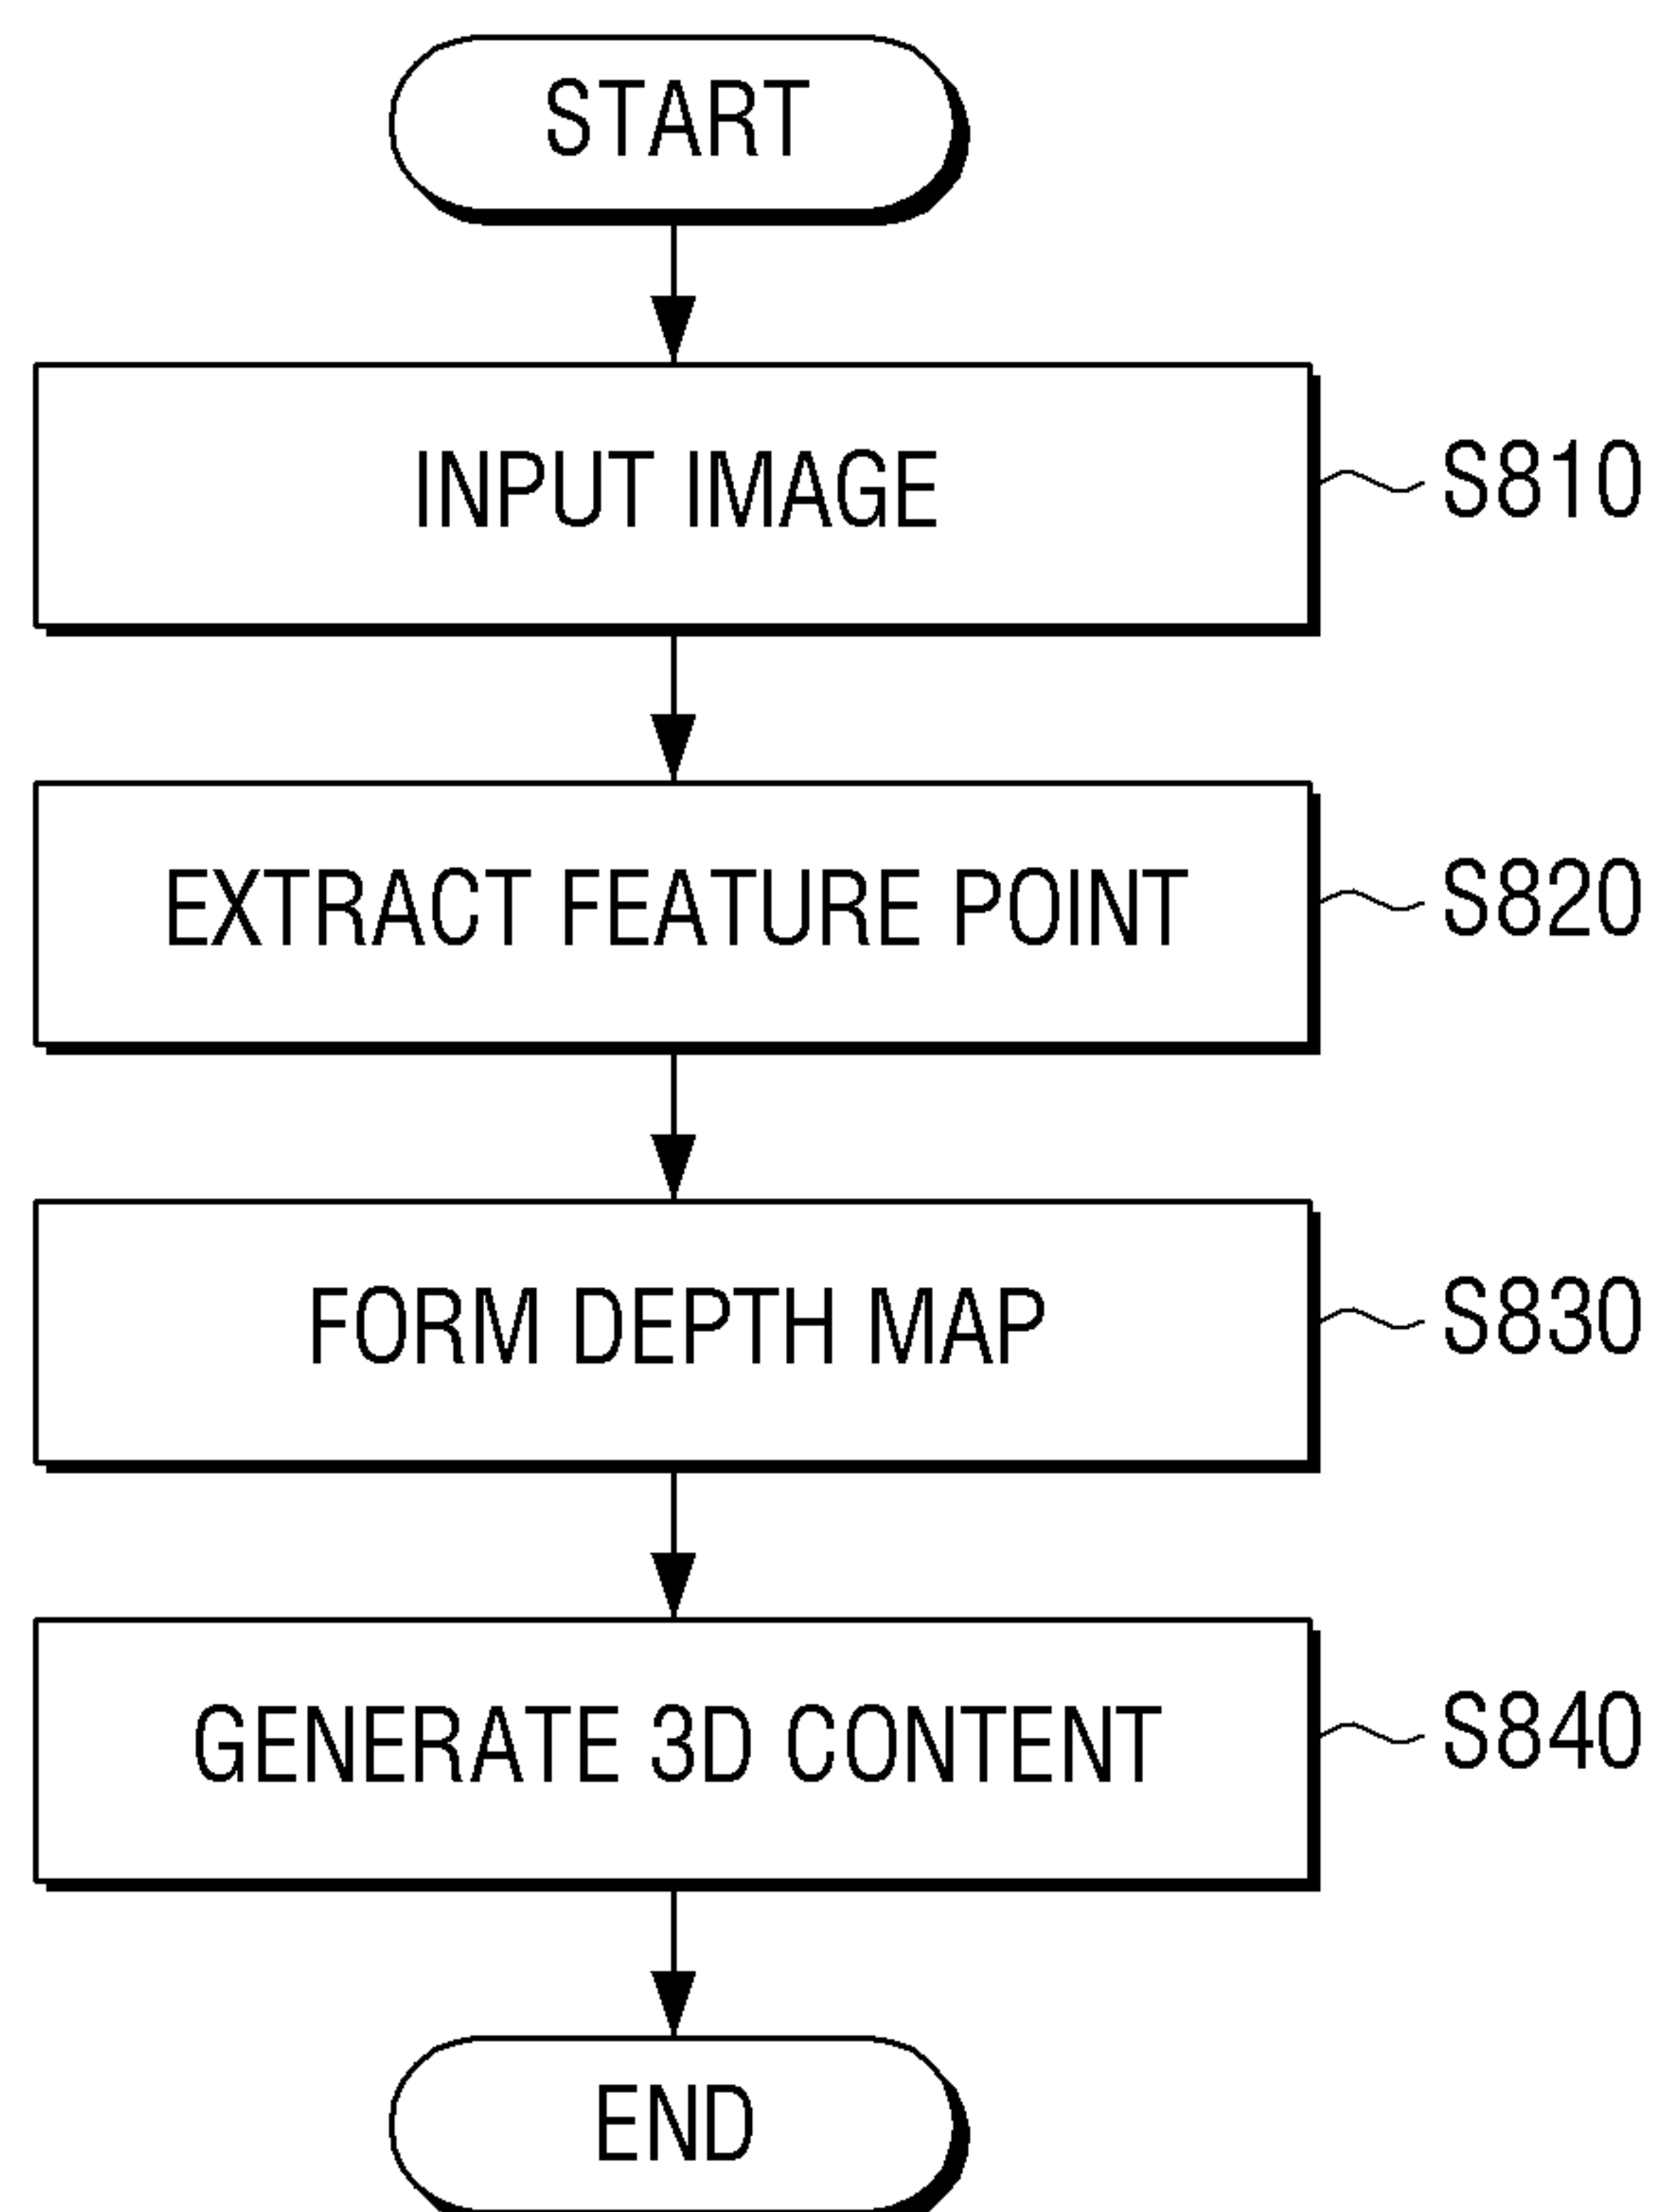 START
INPUT IMAGE
S810
EXTRACT FEATURE POINT
S820
FORM DEPTH MAP
S830
GENERATE 3D CONTENT
S840
END